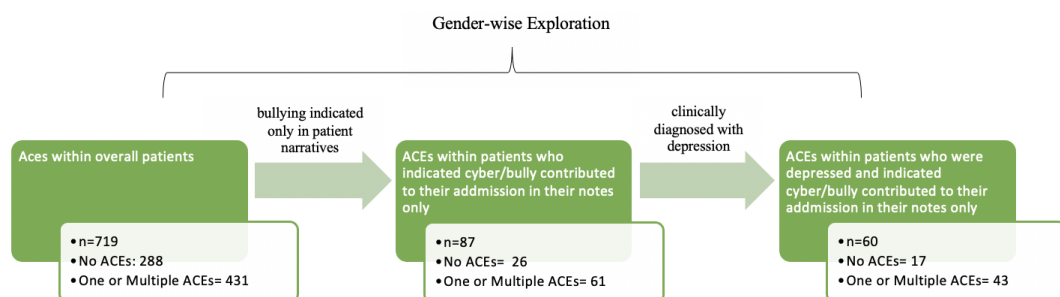 Gender-wise Exploration
bullying indicated
only in patient
narratives
clinically
diagnosed with
depression
Aces within overall patients
• n=719
• No ACEs: 288
• One or Multiple ACEs= 431
ACEs within patients who
indicated cyber/bully contributed
to their addmission in their notes
only
• n=87
• No ACEs= 26
• One or Multiple ACEs= 61
ACEs within patients who were
depressed and indicated
cyber/bully contributed to their
addmission in their notes only
• n=60
• No ACEs= 17
• One or Multiple ACEs= 43